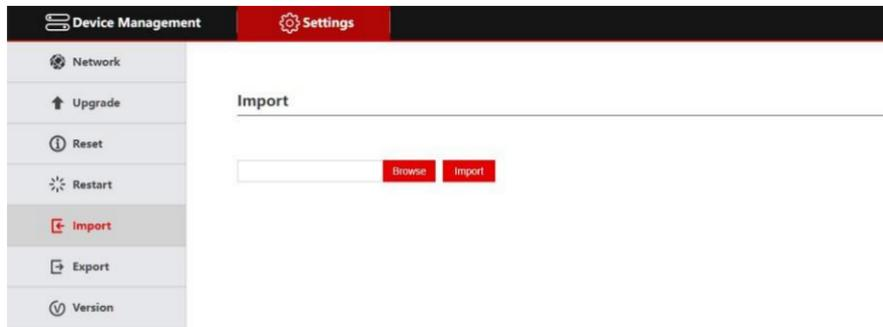 Device Management
Settings
Network
Upgrade
Reset
Restart
Import
Export
Version
Import
Browse
Import